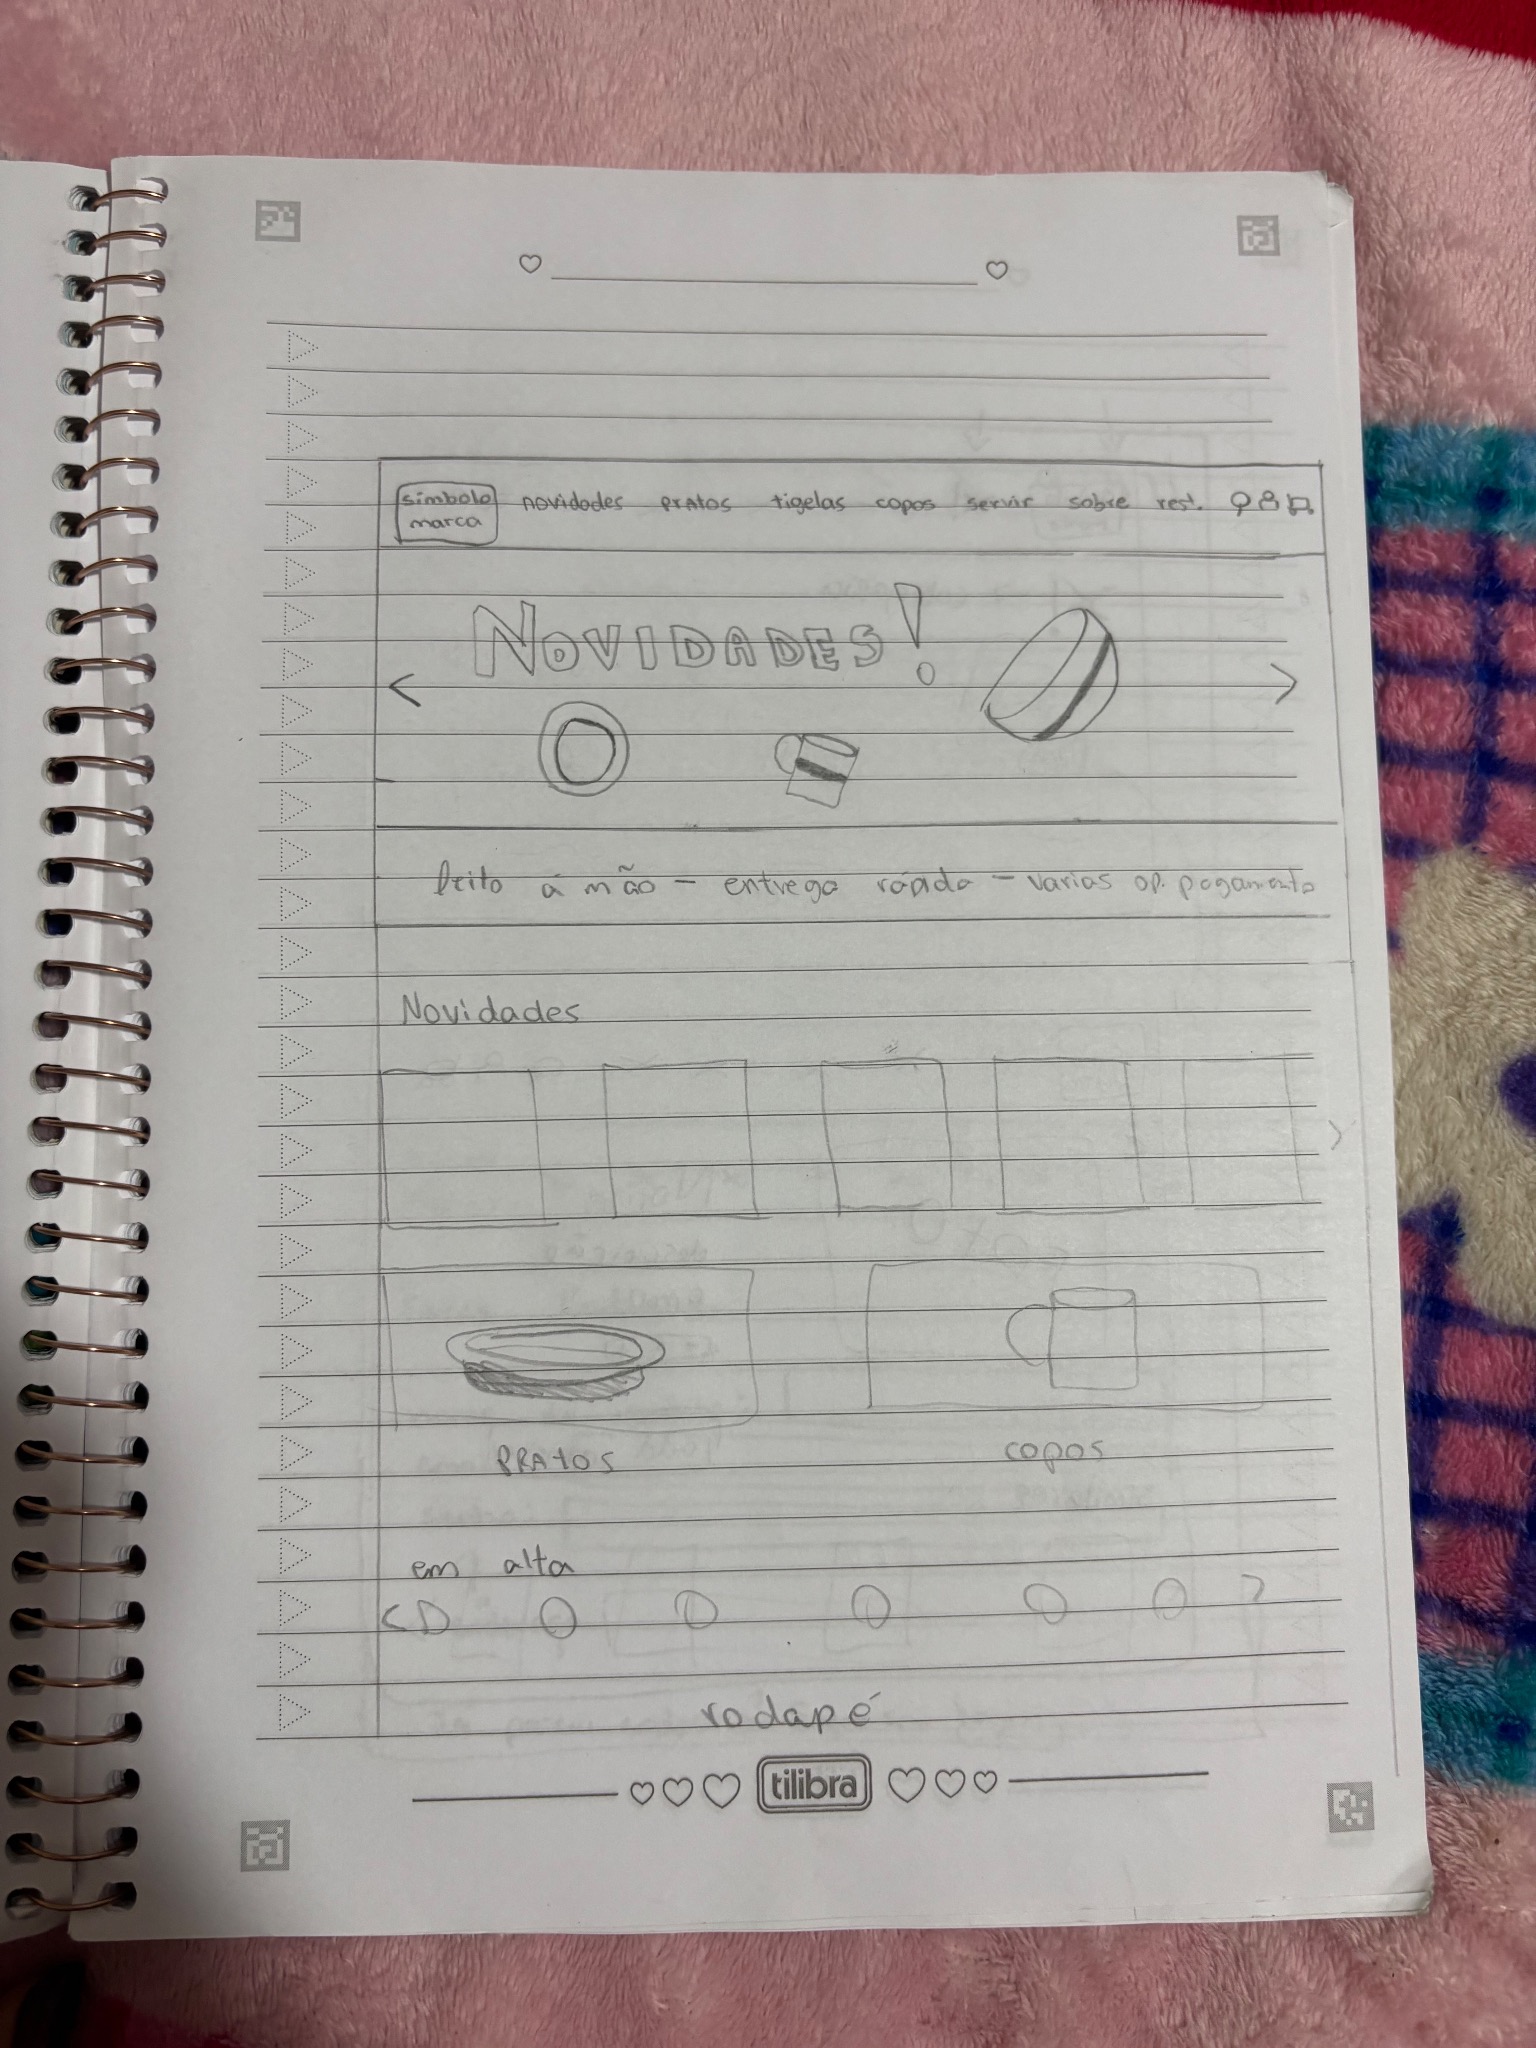 símbolo marca novidades pratos tigelas copos servir sobre rest.
NOVIDADES!
feito á mão - entrega rápida - varias op. pagamento
Novidades
PRAtOS copos
em alta
rodapé
tilibra